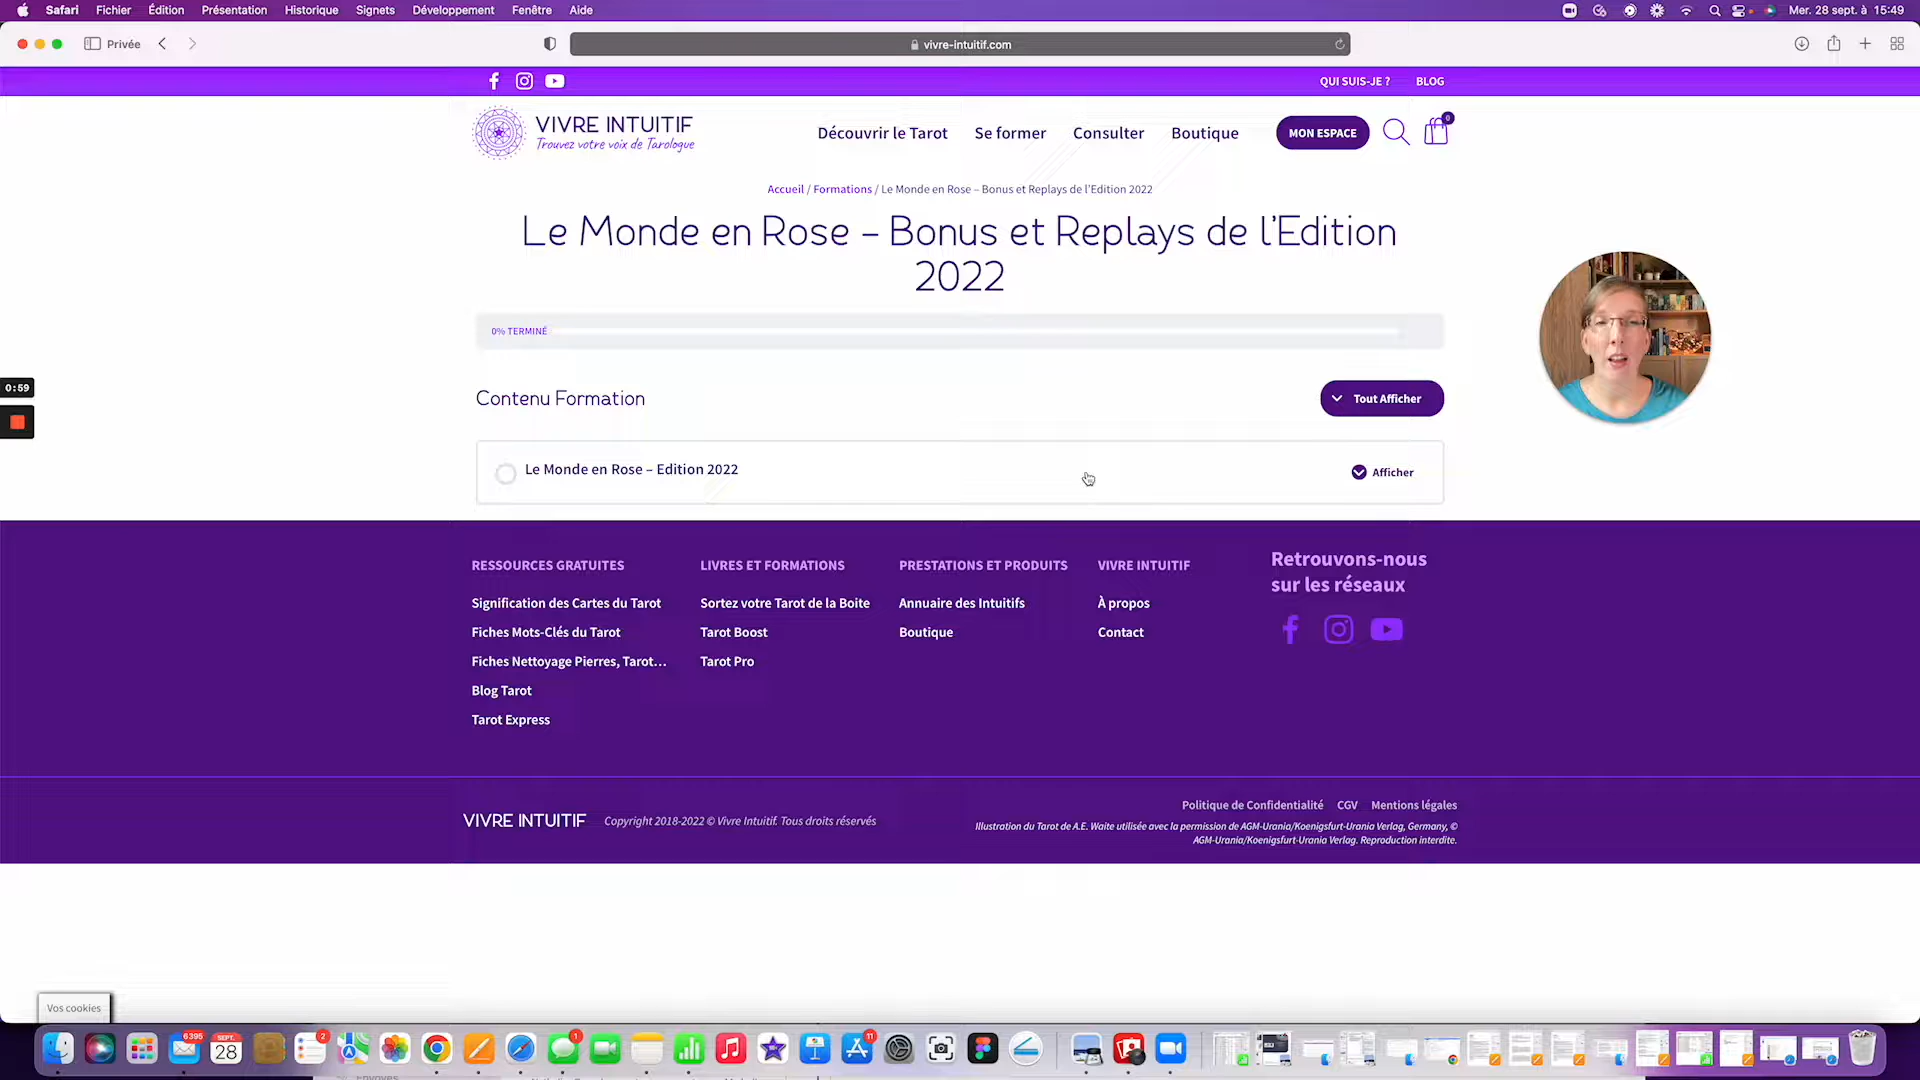 Safari Fichier Édition Présentation Historique Signets Développement Fenêtre Aide Mer. 28 sept. à 15:49
Privée vivre-intuitif.com
QUI SUIS-JE ? BLOG
VIVRE INTUITIF
Trouvez votre voix de Tarologue
Découvrir le Tarot Se former Consulter Boutique MON ESPACE 0
Accueil / Formations / Le Monde en Rose – Bonus et Replays de l'Edition 2022
Le Monde en Rose – Bonus et Replays de l'Edition
2022
0% TERMINÉ
0:59
Contenu Formation Tout Afficher
Le Monde en Rose – Edition 2022 Afficher
RESSOURCES GRATUITES
Signification des Cartes du Tarot
Fiches Mots-Clés du Tarot
Fiches Nettoyage Pierres, Tarot…
Blog Tarot
Tarot Express
LIVRES ET FORMATIONS
Sortez votre Tarot de la Boite
Tarot Boost
Tarot Pro
PRESTATIONS ET PRODUITS
Annuaire des Intuitifs
Boutique
VIVRE INTUITIF
À propos
Contact
Retrouvons-nous
sur les réseaux
VIVRE INTUITIF Copyright 2018-2022 © Vivre Intuitif. Tous droits réservés
Politique de Confidentialité CGV Mentions légales
Illustration du Tarot de A.E. Waite utilisée avec la permission de AGM-Urania/Koenigsfurt-Urania Verlag, Germany, ©
AGM-Urania/Koenigsfurt-Urania Verlag. Reproduction interdite.
Vos cookies
6395 SEPT. 28 2 1 11